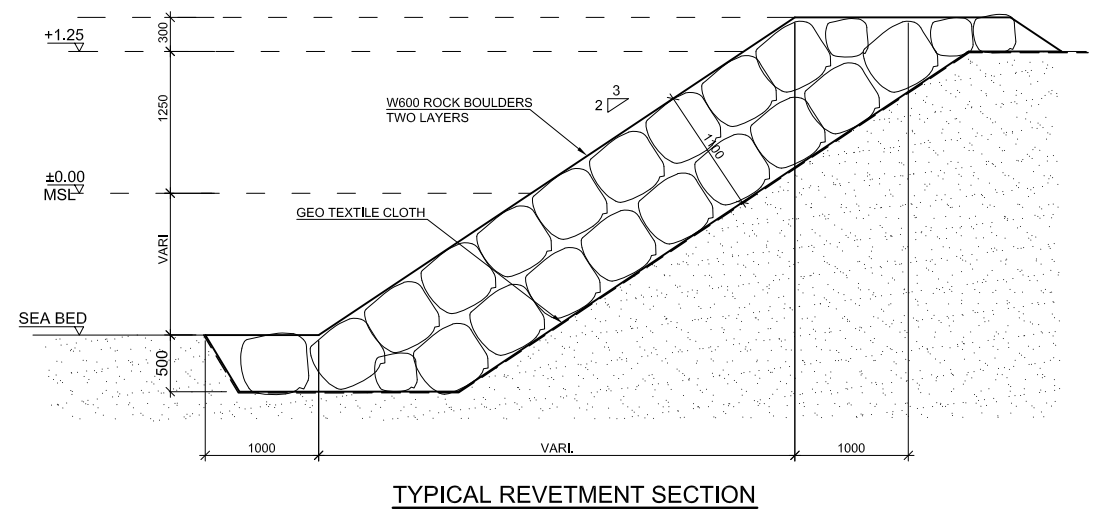 +1.25
300
1250
W600 ROCK BOULDERS
TWO LAYERS
3
2
1100
±0.00
MSL
GEO TEXTILE CLOTH
VARI
SEA BED
500
1000
VARI.
1000
TYPICAL REVETMENT SECTION